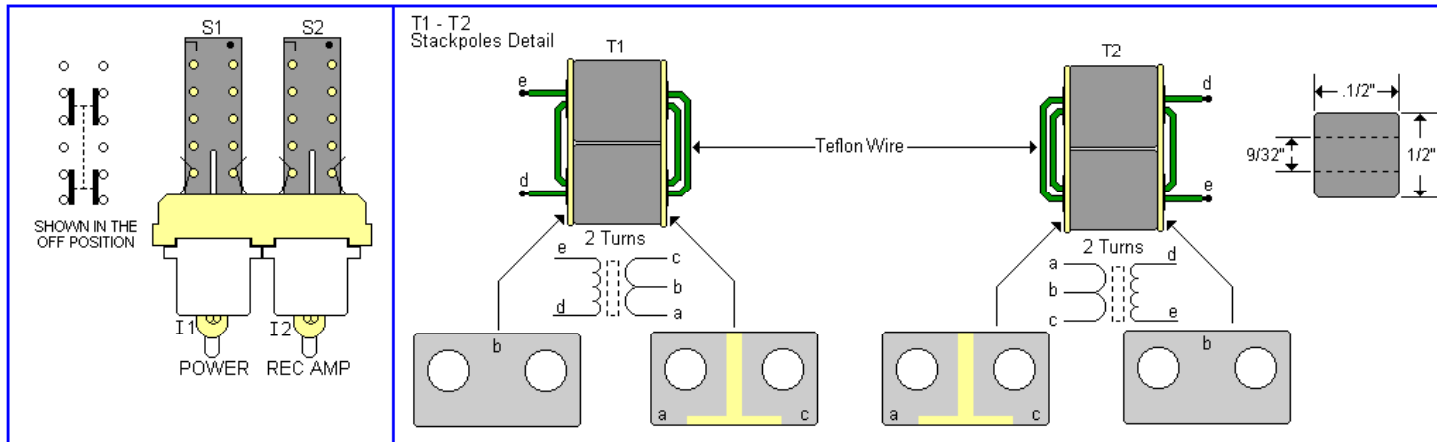 S1 S2
SHOWN IN THE
OFF POSITION
I1 I2
POWER REC AMP
T1 - T2
Stackpoles Detail
T1
e
d
2 Turns
e c
b
d a
b
a c
Teflon Wire
T2
d
e
2 Turns
a d
b
c e
a c
b
.1/2"
9/32" 1/2"